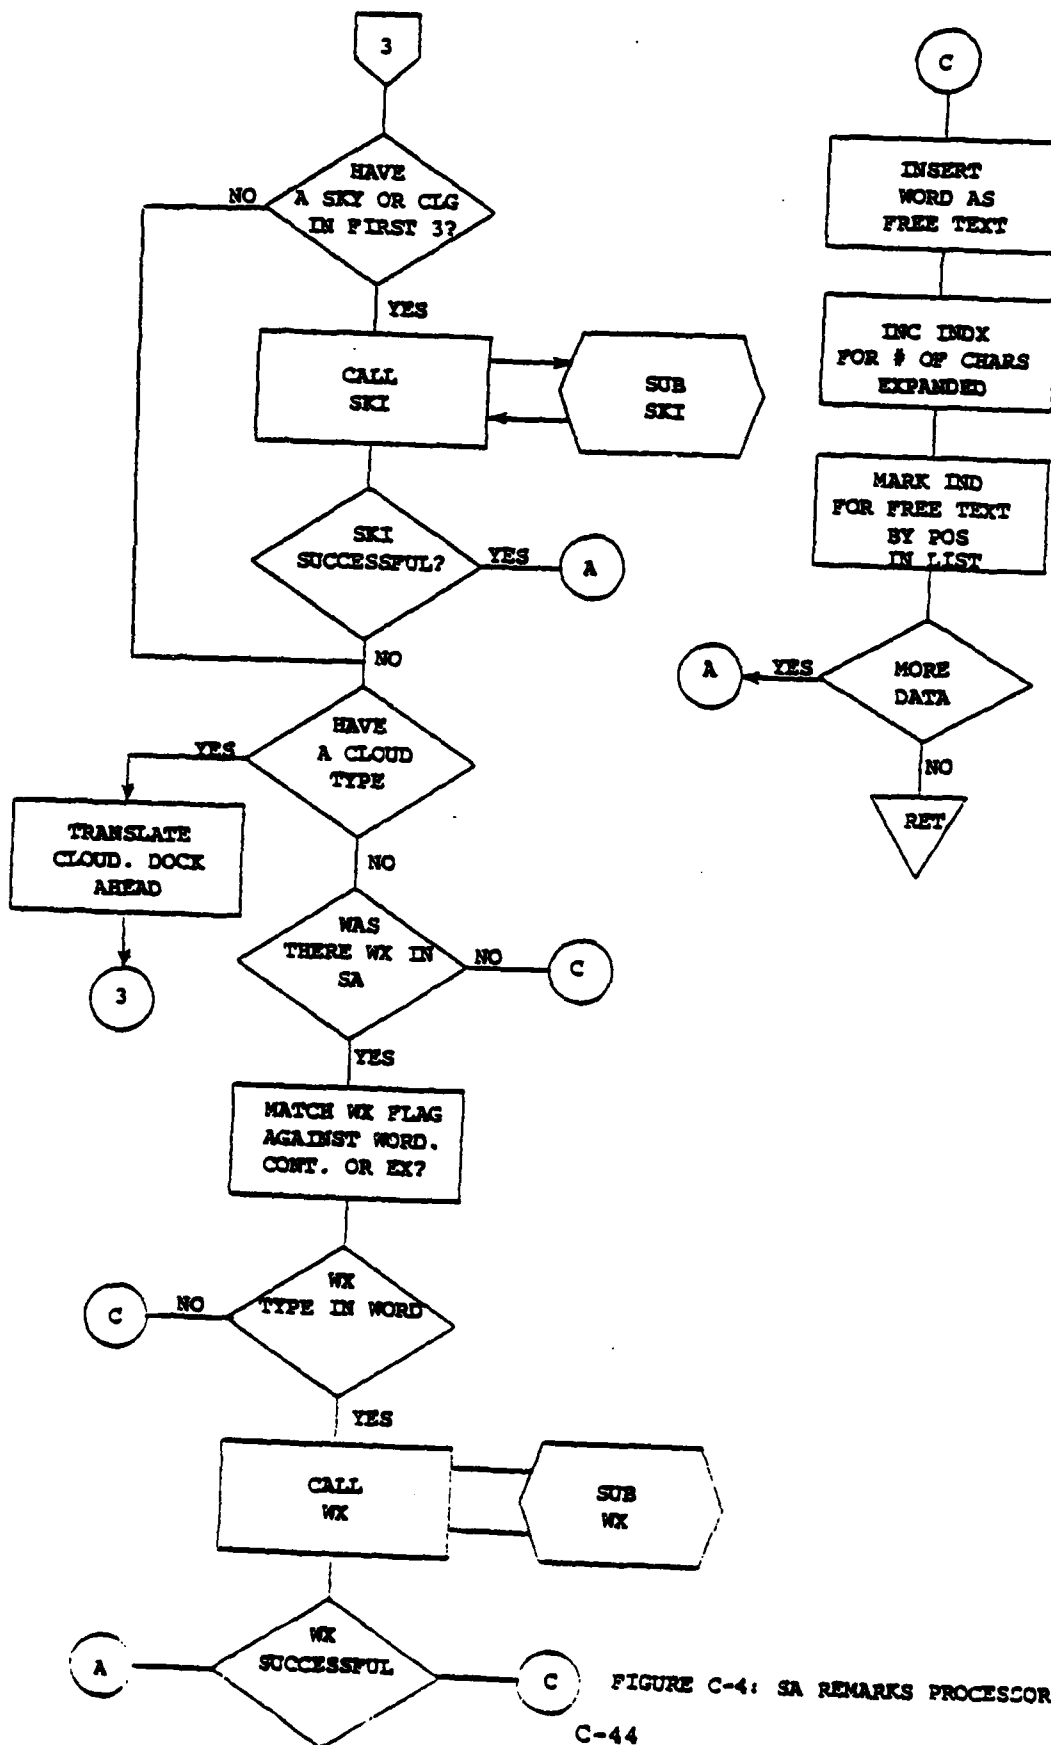 3
HAVE
A SKY OR CLG
IN FIRST 3?
NO
YES
CALL
SKI
SUB
SKI
SKI
SUCCESSFUL?
YES
A
NO
HAVE
A CLOUD
TYPE
YES
TRANSLATE
CLOUD. DOCK
AHEAD
3
NO
WAS
THERE WX IN
SA
NO
C
YES
MATCH WX FLAG
AGAINST WORD.
CONT. OR EX?
WX
TYPE IN WORD
NO
C
YES
CALL
WX
SUB
WX
WX
SUCCESSFUL
A
C
C
INSERT
WORD AS
FREE TEXT
INC INDX
FOR # OF CHARS
EXPANDED
MARK IND
FOR FREE TEXT
BY POS
IN LIST
MORE
DATA
YES
A
NO
RET
FIGURE C-4: SA REMARKS PROCESSOR
C-44